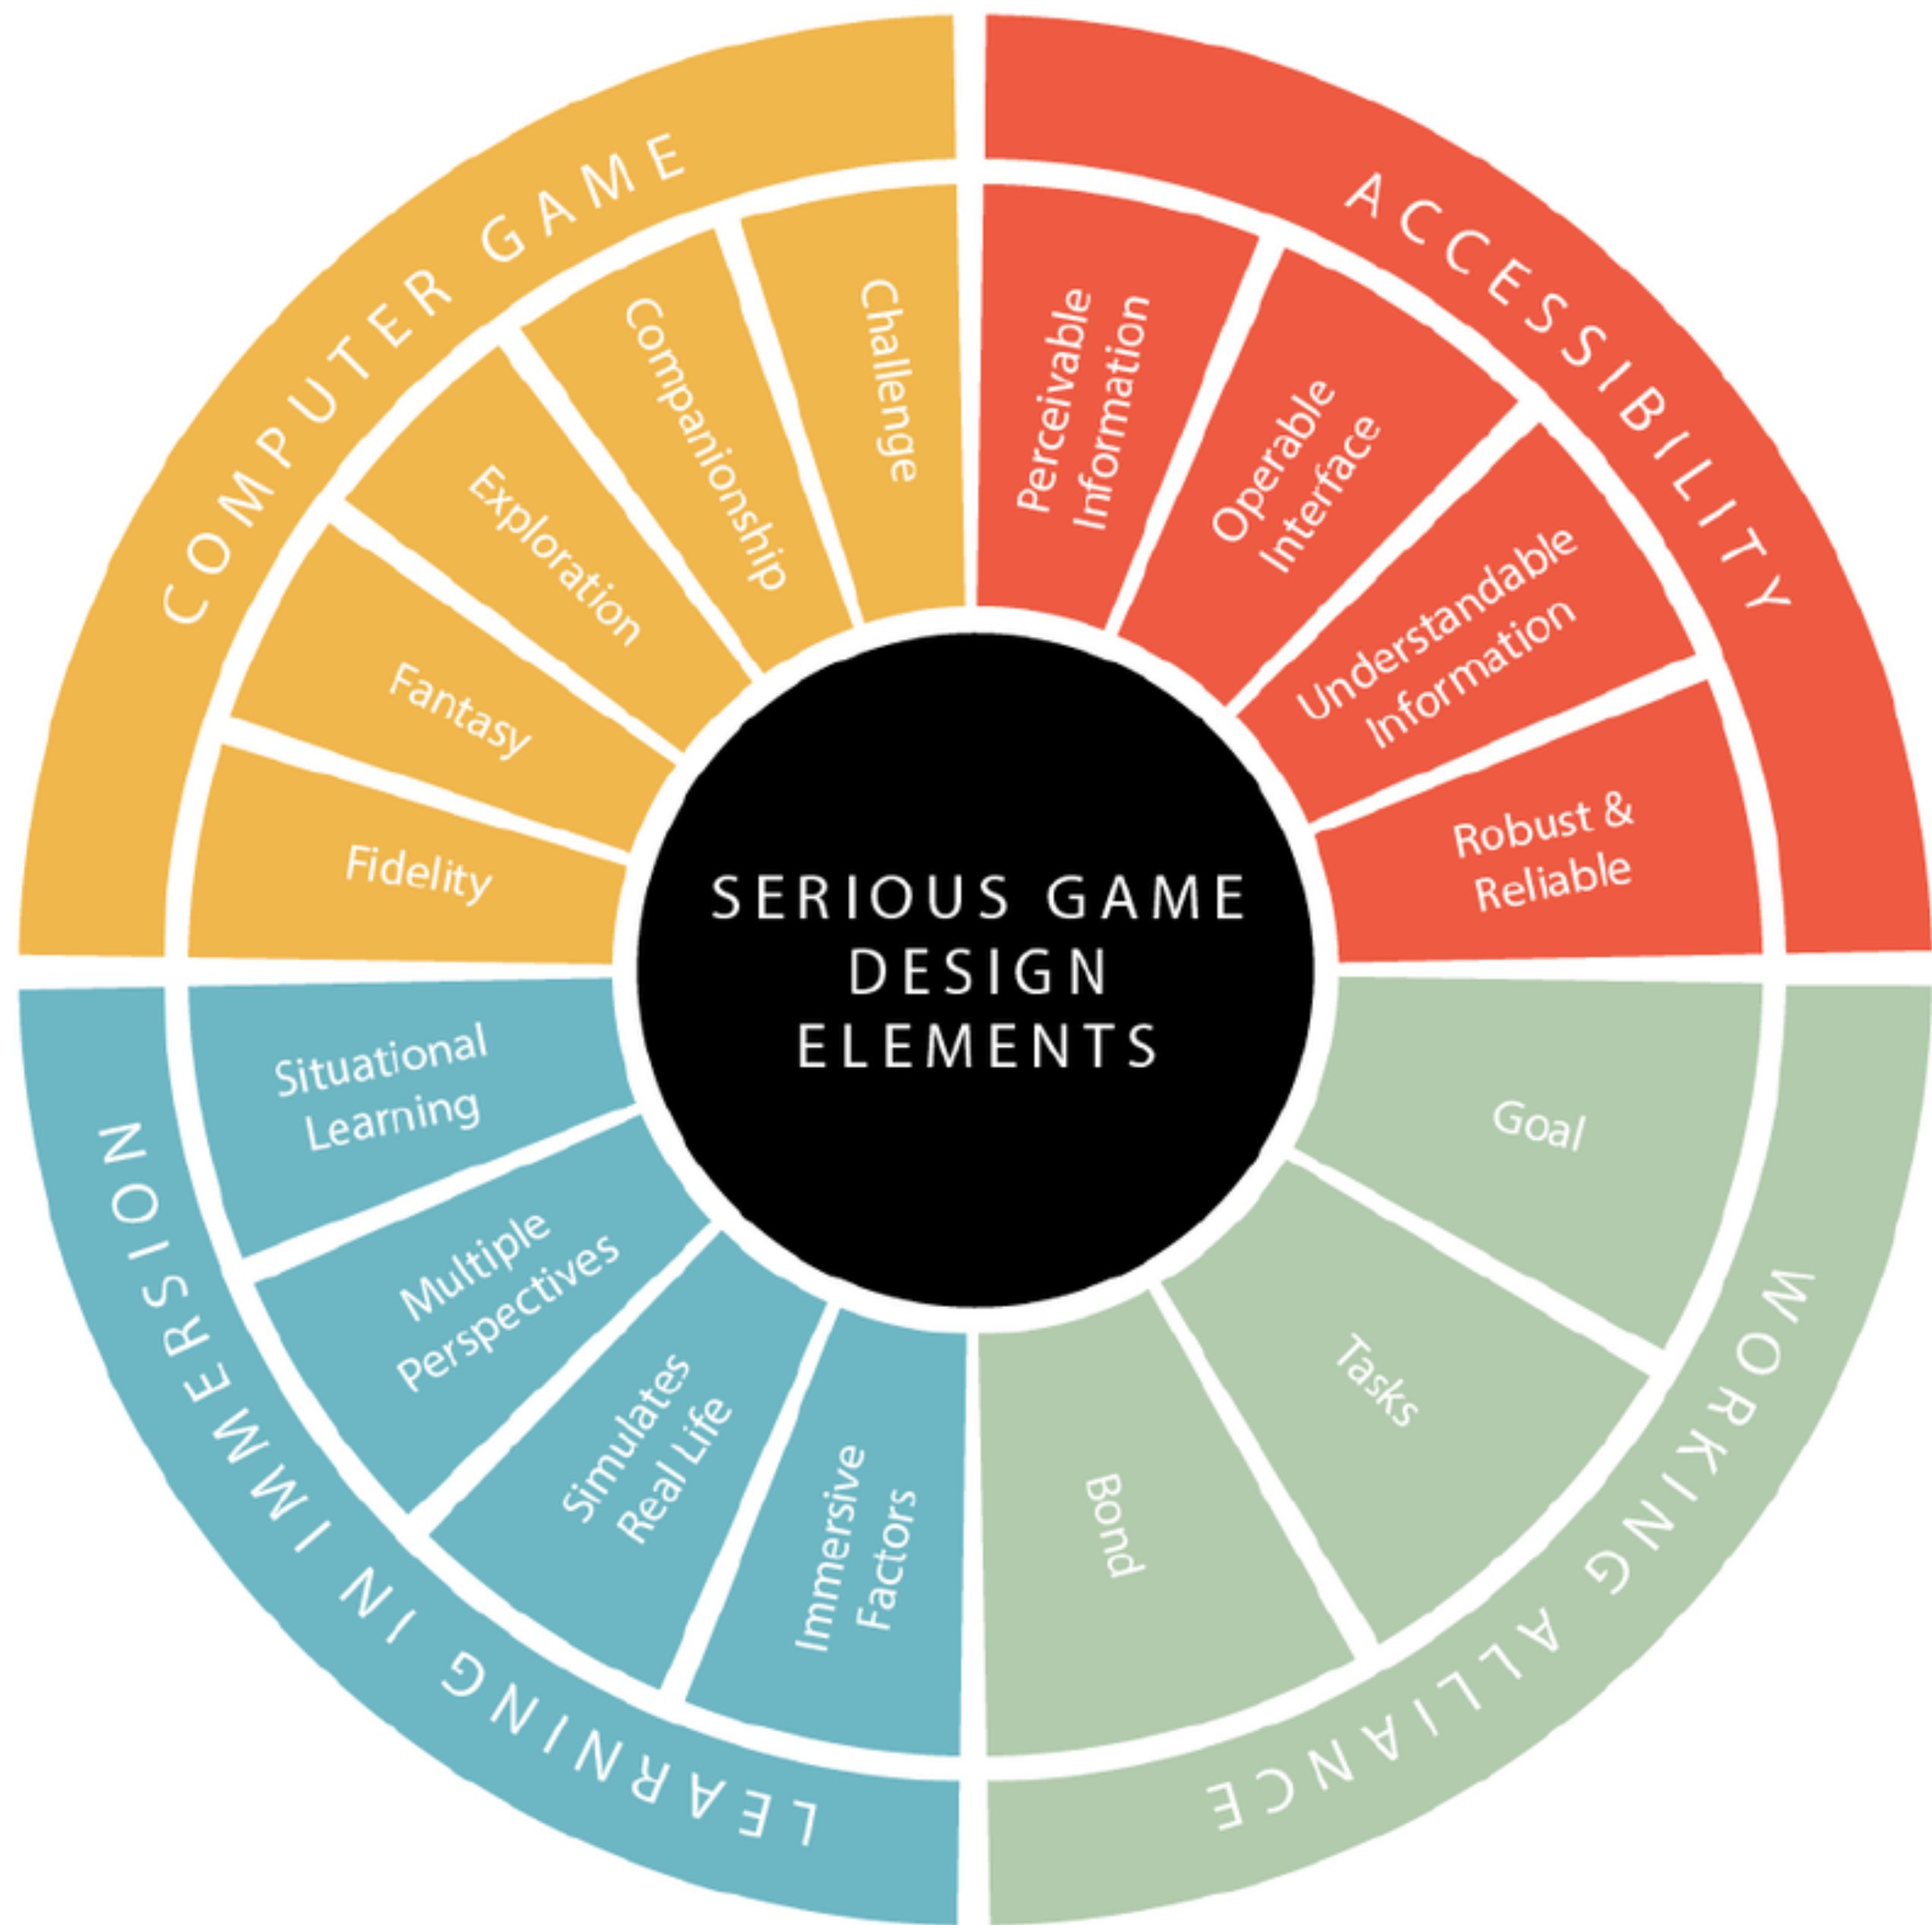 SERIOUS GAME
DESIGN
ELEMENTS
COMPUTER GAME
Fidelity
Fantasy
Exploration
Companionship
Challenge
ACCESSIBILITY
Perceivable
Information
Operable
Interface
Understandable
Information
Robust &
Reliable
WORKING ALLIANCE
Goal
Tasks
Bond
LEARNING IN IMMERSION
Immersive
Factors
Simulates
Real Life
Multiple
Perspectives
Situational
Learning